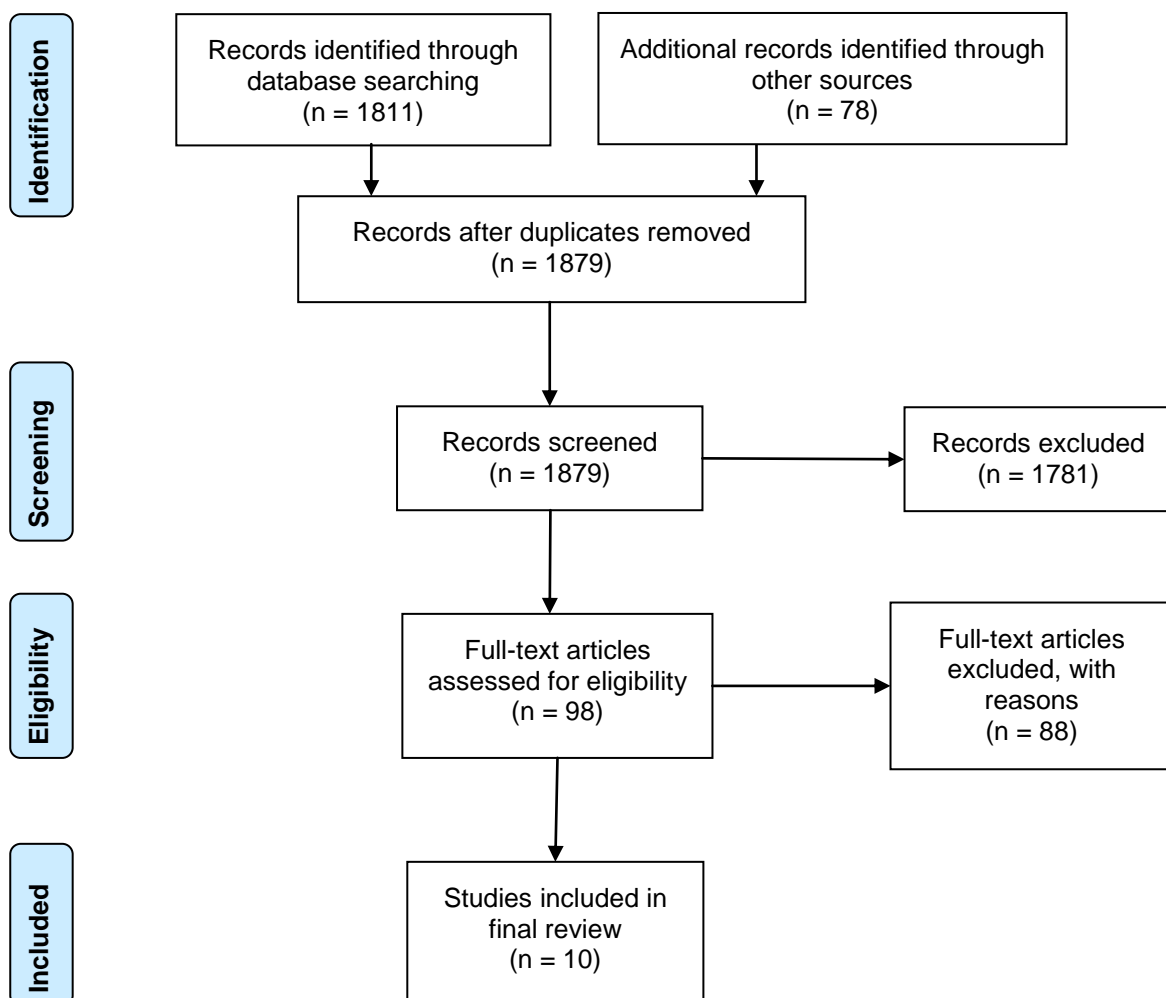 Identification
Records identified through
database searching
(n = 1811)
Additional records identified through
other sources
(n = 78)
Records after duplicates removed
(n = 1879)
Screening
Records screened
(n = 1879)
Records excluded
(n = 1781)
Eligibility
Full-text articles
assessed for eligibility
(n = 98)
Full-text articles
excluded, with
reasons
(n = 88)
Included
Studies included in
final review
(n = 10)